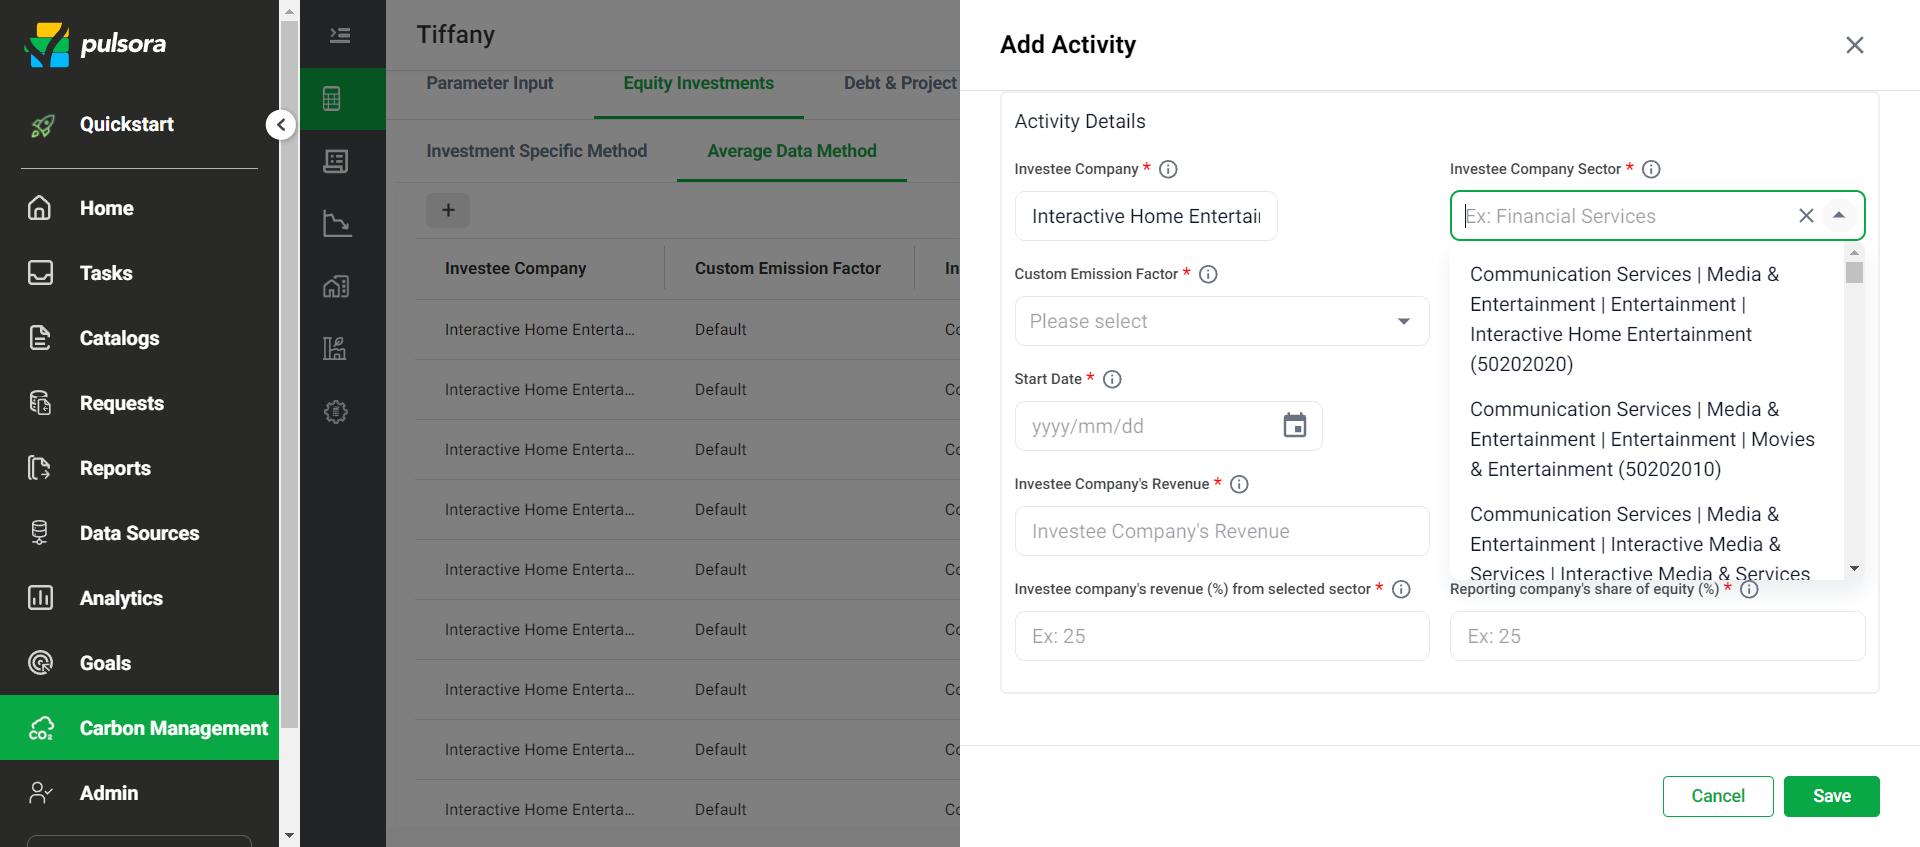 pulsora
Quickstart
Home
Tasks
Catalogs
Requests
Reports
Data Sources
Analytics
Goals
CO₂
Carbon Management
Admin
Tiffany
Parameter Input
Equity Investments
Debt & Project
Investment Specific Method
Average Data Method
+
Investee Company
Custom Emission Factor
In
Interactive Home Enterta...
Default
Co
Interactive Home Enterta...
Default
Co
Interactive Home Enterta...
Default
Co
Interactive Home Enterta...
Default
Co
Interactive Home Enterta...
Default
Co
Interactive Home Enterta...
Default
Co
Interactive Home Enterta...
Default
Co
Interactive Home Enterta...
Default
Co
Interactive Home Enterta...
Default
Co
Add Activity
Activity Details
Investee Company *
Interactive Home Entertai
Investee Company Sector *
Ex: Financial Services
Communication Services | Media &
Entertainment | Entertainment |
Interactive Home Entertainment
(50202020)
Communication Services | Media &
Entertainment | Entertainment | Movies
& Entertainment (50202010)
Communication Services | Media &
Entertainment | Interactive Media &
Services | Interactive Media & Services
Custom Emission Factor *
Please select
Start Date *
yyyy/mm/dd
Investee Company's Revenue *
Investee Company's Revenue
Investee company's revenue (%) from selected sector *
Ex: 25
Reporting company's share of equity (%) *
Ex: 25
Cancel
Save